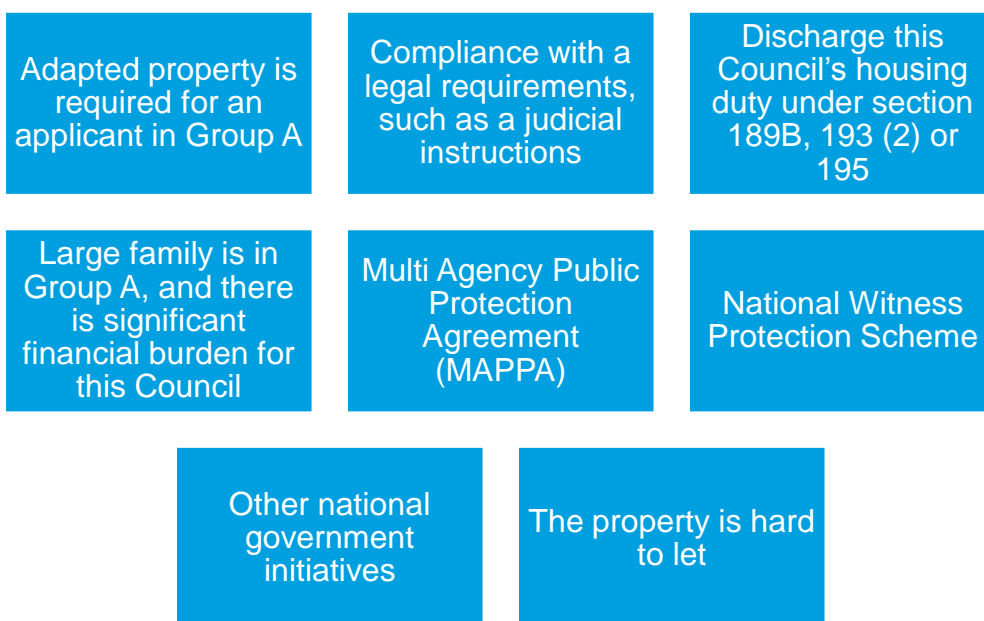 Adapted property is
required for an
applicant in Group A
Compliance with a
legal requirements,
such as a judicial
instructions
Discharge this
Council's housing
duty under section
189B, 193 (2) or
195
Large family is in
Group A, and there
is significant
financial burden for
this Council
Multi Agency Public
Protection
Agreement
(MAPPA)
National Witness
Protection Scheme
Other national
government
initiatives
The property is hard
to let